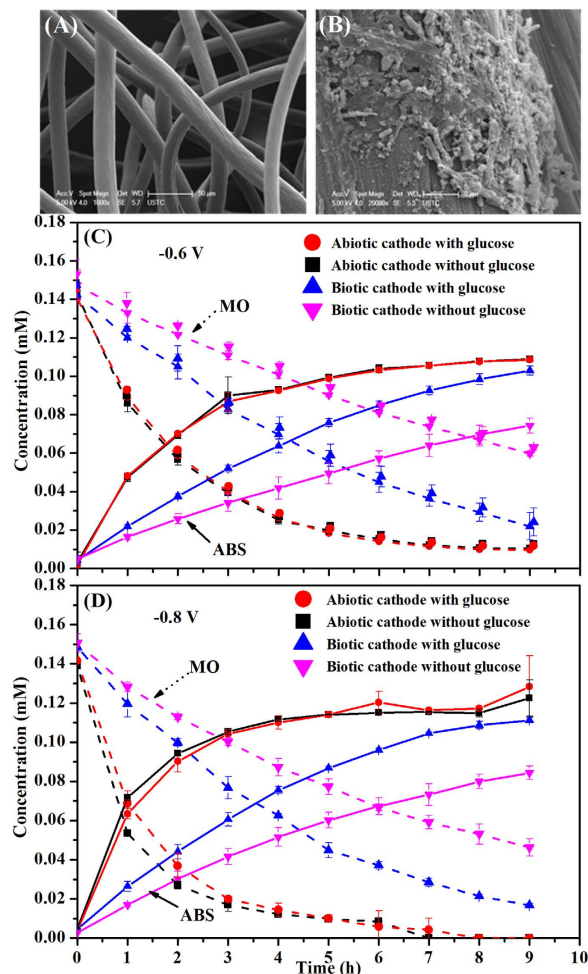 (A)
(B)
Acc.V Spot Magn Det WD 50 μm
5.00 kV 4.0 1000x SE 5.7 USTC
Acc.V Spot Magn Det WD
5.00 kV 4.0 20000x SE 5.3 USTC
(C)
-0.6 V
Abiotic cathode with glucose
Abiotic cathode without glucose
Biotic cathode with glucose
Biotic cathode without glucose
MO
ABS
Concentration (mM)
0.18
0.16
0.14
0.12
0.10
0.08
0.06
0.04
0.02
0.00
(D)
-0.8 V
Abiotic cathode with glucose
Abiotic cathode without glucose
Biotic cathode with glucose
Biotic cathode without glucose
MO
ABS
Concentration (mM)
0.16
0.14
0.12
0.10
0.08
0.06
0.04
0.02
0.00
0 1 2 3 4 5 6 7 8 9 10
Time (h)